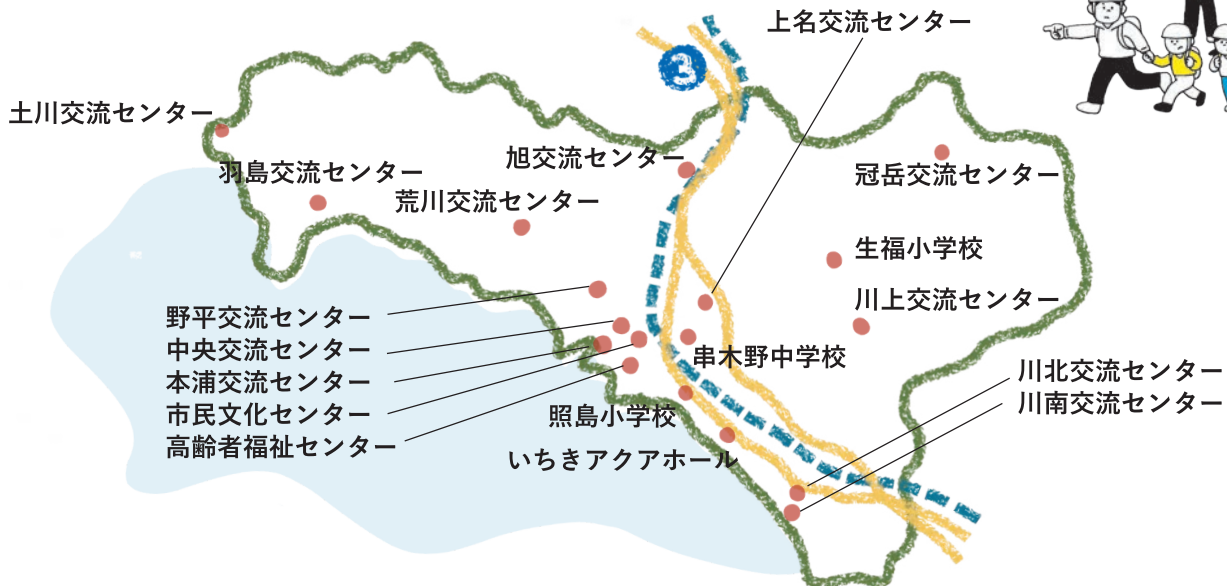 上名交流センター
3
土川交流センター
旭交流センター
羽島交流センター
冠岳交流センター
荒川交流センター
生福小学校
川上交流センター
野平交流センター
中央交流センター
串木野中学校
本浦交流センター
川北交流センター
市民文化センター
川南交流センター
照島小学校
高齢者福祉センター
いちきアクアホール